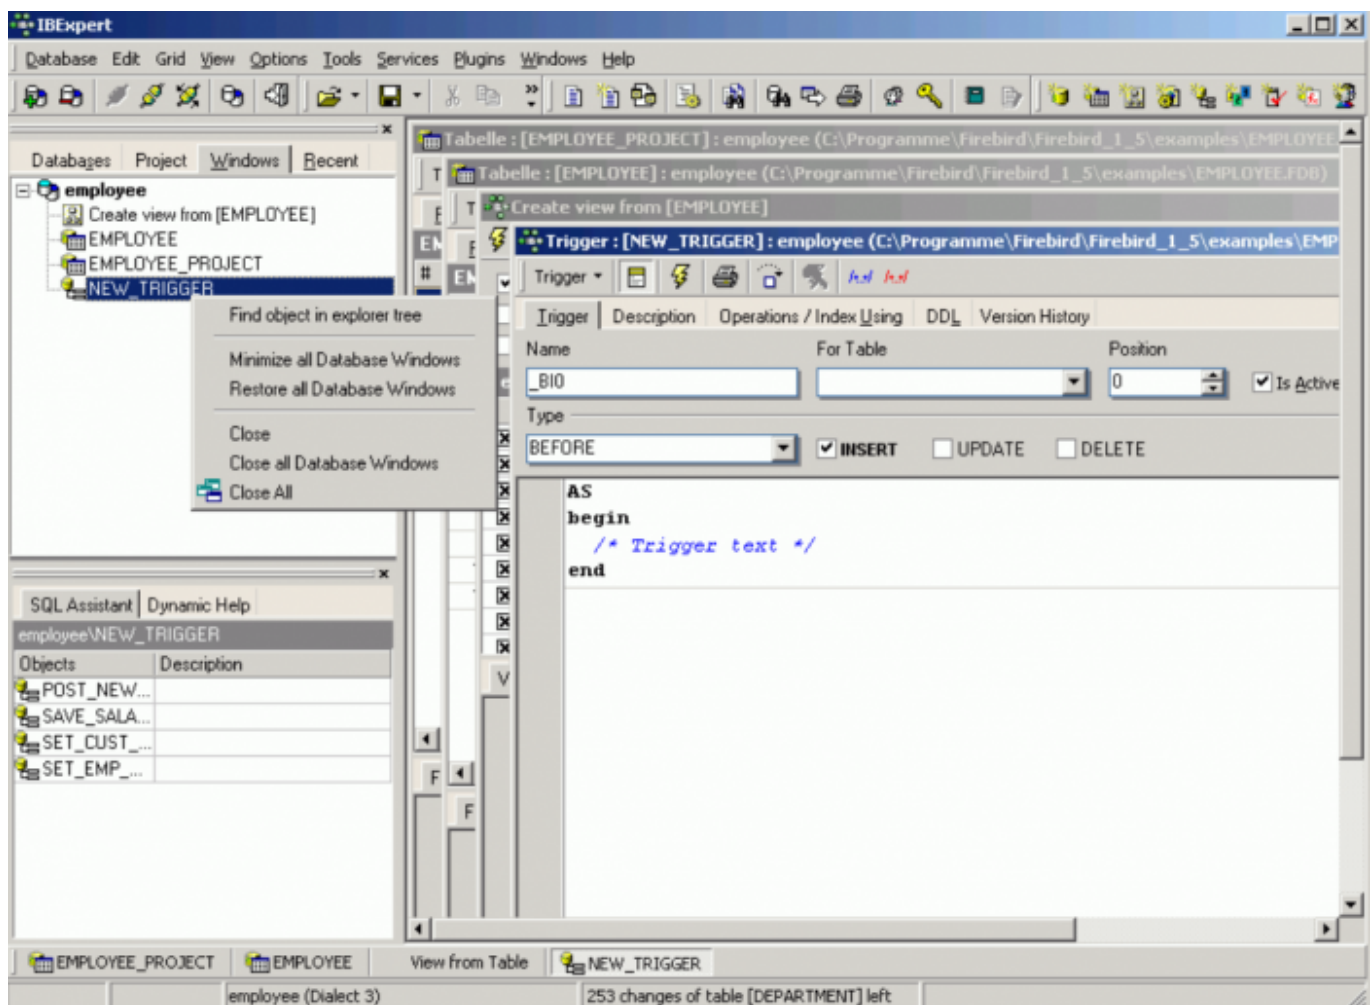 IBExpert
Database Edit Grid View Options Tools Services Plugins Windows Help
Databases Project Windows Recent
employee
Create view from [EMPLOYEE]
EMPLOYEE
EMPLOYEE_PROJECT
NEW_TRIGGER
Find object in explorer tree
Minimize all Database Windows
Restore all Database Windows
Close
Close all Database Windows
Close All
SQL Assistant Dynamic Help
employee\NEW_TRIGGER
Objects Description
POST_NEW...
SAVE_SALA...
SET_CUST_...
SET_EMP_...
Tabelle : [EMPLOYEE_PROJECT] : employee (C:\Programme\Firebird\Firebird_1_5\examples\EMPLOYEE
Tabelle : [EMPLOYEE] : employee (C:\Programme\Firebird\Firebird_1_5\examples\EMPLOYEE.FDB)
Create view from [EMPLOYEE]
Trigger : [NEW_TRIGGER] : employee (C:\Programme\Firebird\Firebird_1_5\examples\EMP
Trigger
Trigger Description Operations / Index Using DDL Version History
Name For Table Position
_BI0 0 Is Active
Type
BEFORE INSERT UPDATE DELETE
AS
begin
/* Trigger text */
end
EMPLOYEE_PROJECT EMPLOYEE View from Table NEW_TRIGGER
employee (Dialect 3) 253 changes of table [DEPARTMENT] left